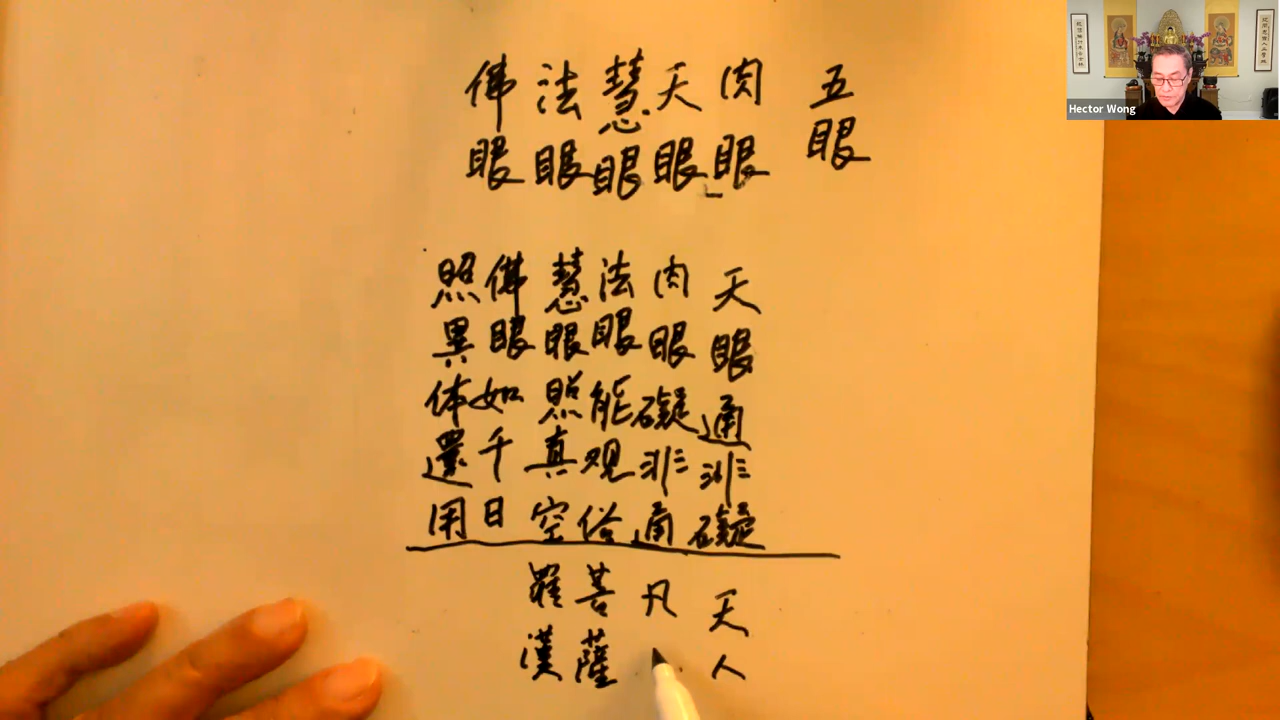 五眼
肉眼
天眼
慧眼
法眼
佛眼
天眼通非礙
肉眼礙非通
法眼能观俗
慧眼照真空
佛眼如千日
照異体還用
天人
凡
菩薩
羅漢
Hector Wong